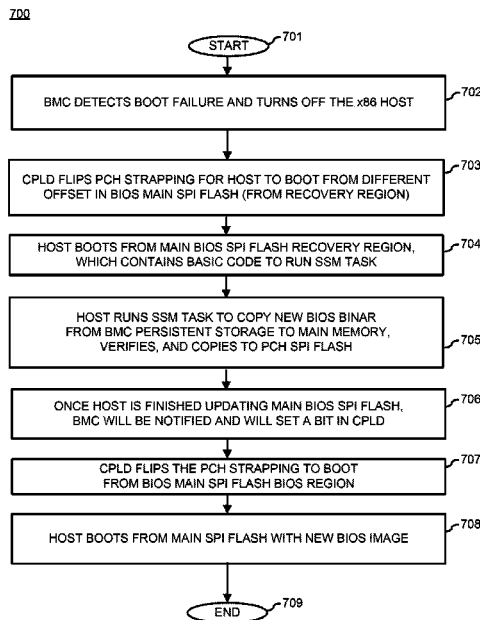 700
START
701
BMC DETECTS BOOT FAILURE AND TURNS OFF THE x86 HOST
702
CPLD FLIPS PCH STRAPPING FOR HOST TO BOOT FROM DIFFERENT
OFFSET IN BIOS MAIN SPI FLASH (FROM RECOVERY REGION)
703
HOST BOOTS FROM MAIN BIOS SPI FLASH RECOVERY REGION,
WHICH CONTAINS BASIC CODE TO RUN SSM TASK
704
HOST RUNS SSM TASK TO COPY NEW BIOS BINAR
FROM BMC PERSISTENT STORAGE TO MAIN MEMORY,
VERIFIES, AND COPIES TO PCH SPI FLASH
705
ONCE HOST IS FINISHED UPDATING MAIN BIOS SPI FLASH,
BMC WILL BE NOTIFIED AND WILL SET A BIT IN CPLD
706
CPLD FLIPS THE PCH STRAPPING TO BOOT
FROM BIOS MAIN SPI FLASH BIOS REGION
707
HOST BOOTS FROM MAIN SPI FLASH WITH NEW BIOS IMAGE
708
END
709